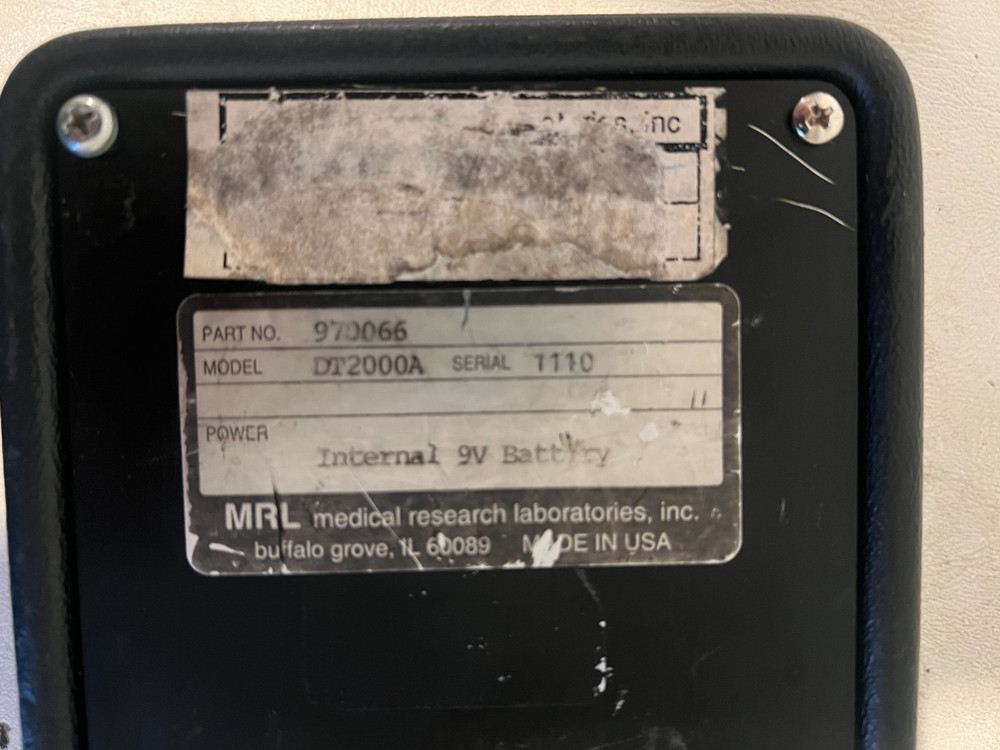 inc
PART NO. 970066
MODEL DT2000A SERIAL 1110
POWER
Internal 9V Battery
MRL medical research laboratories, inc.
buffalo grove, IL 60089 MADE IN USA